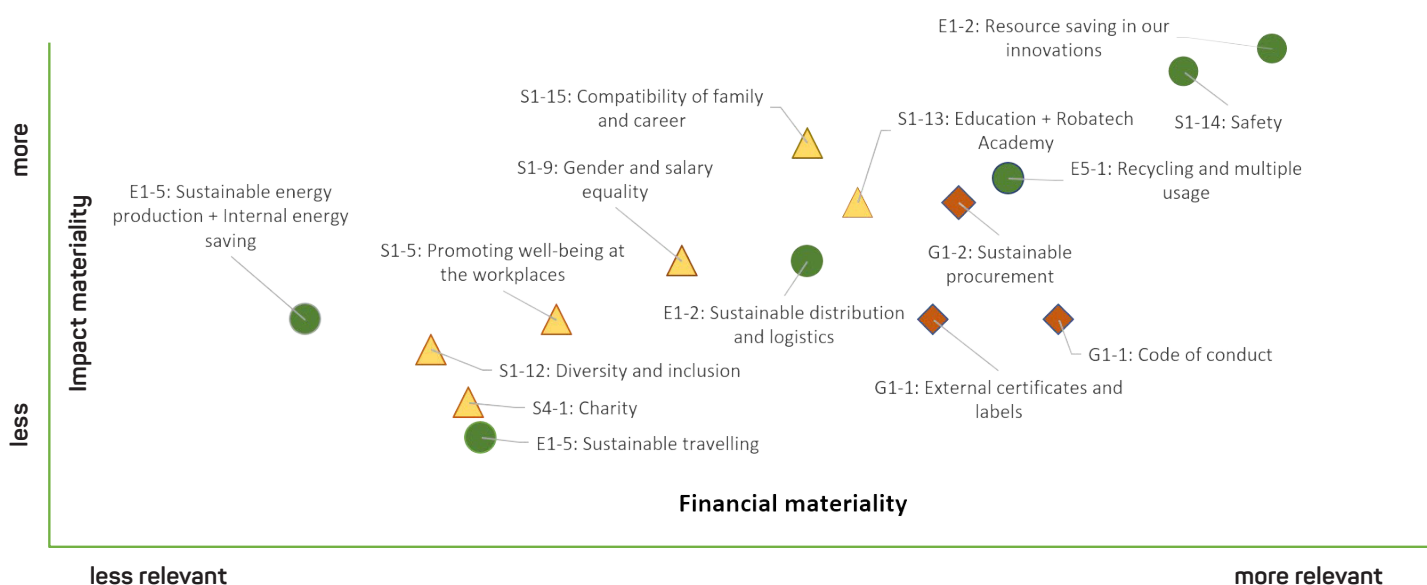 E1-2: Resource saving in our
innovations
S1-15: Compatibility of family
and career
S1-13: Education + Robatech
Academy
S1-14: Safety
more
S1-9: Gender and salary
equality
E5-1: Recycling and multiple
usage
E1-5: Sustainable energy
production + Internal energy
saving
Impact materiality
S1-5: Promoting well-being at
the workplaces
G1-2: Sustainable
procurement
E1-2: Sustainable distribution
and logistics
G1-1: Code of conduct
S1-12: Diversity and inclusion
G1-1: External certificates and
labels
less
S4-1: Charity
E1-5: Sustainable travelling
Financial materiality
less relevant
more relevant